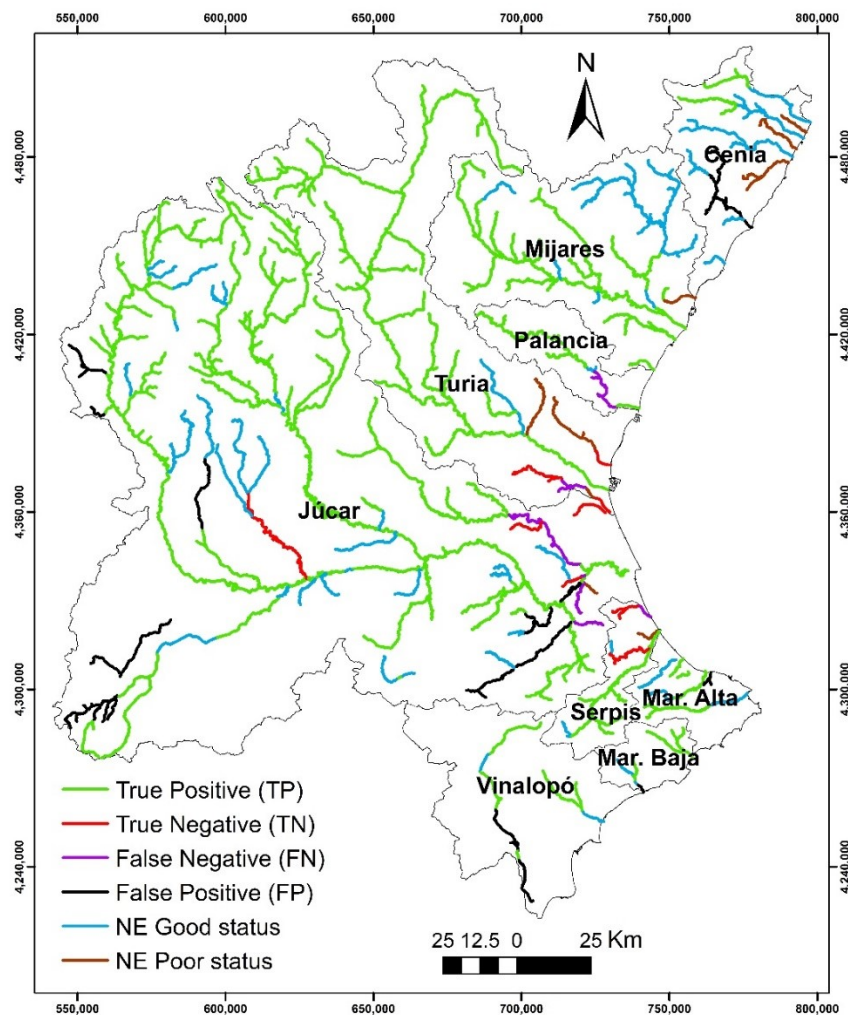 550,000 600,000 650,000 700,000 750,000 800,000
N
4.480,000 4.480,000
Cenia
Mijares
4.420,000 Palancia 4.420,000
Turia
4.360,000 Júcar 4.360,000
4.300,000 Mar. Alta 4.300,000
Serpis
Mar. Baja
Vinalopó
True Positive (TP)
True Negative (TN)
4.240,000 False Negative (FN) 4.240,000
False Positive (FP)
NE Good status
NE Poor status
25 12.5 0 25 Km
550,000 600,000 650,000 700,000 750,000 800,000